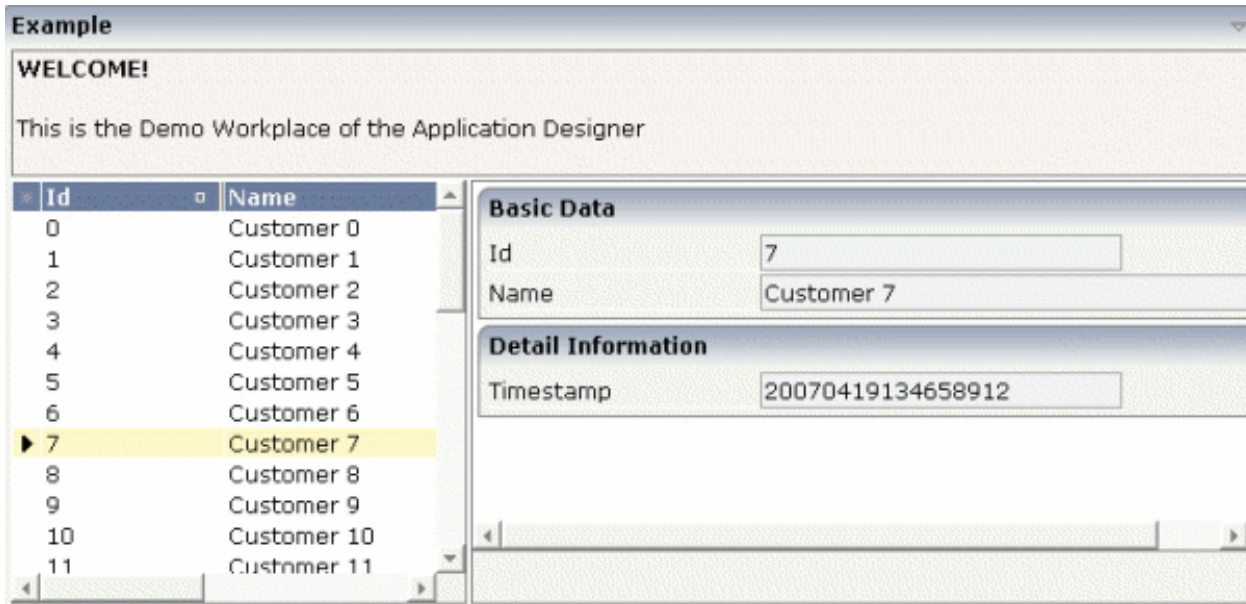 Example
WELCOME!
This is the Demo Workplace of the Application Designer
Id Name
0 Customer 0
1 Customer 1
2 Customer 2
3 Customer 3
4 Customer 4
5 Customer 5
6 Customer 6
7 Customer 7
8 Customer 8
9 Customer 9
10 Customer 10
11 Customer 11
Basic Data
Id 7
Name Customer 7
Detail Information
Timestamp 20070419134658912